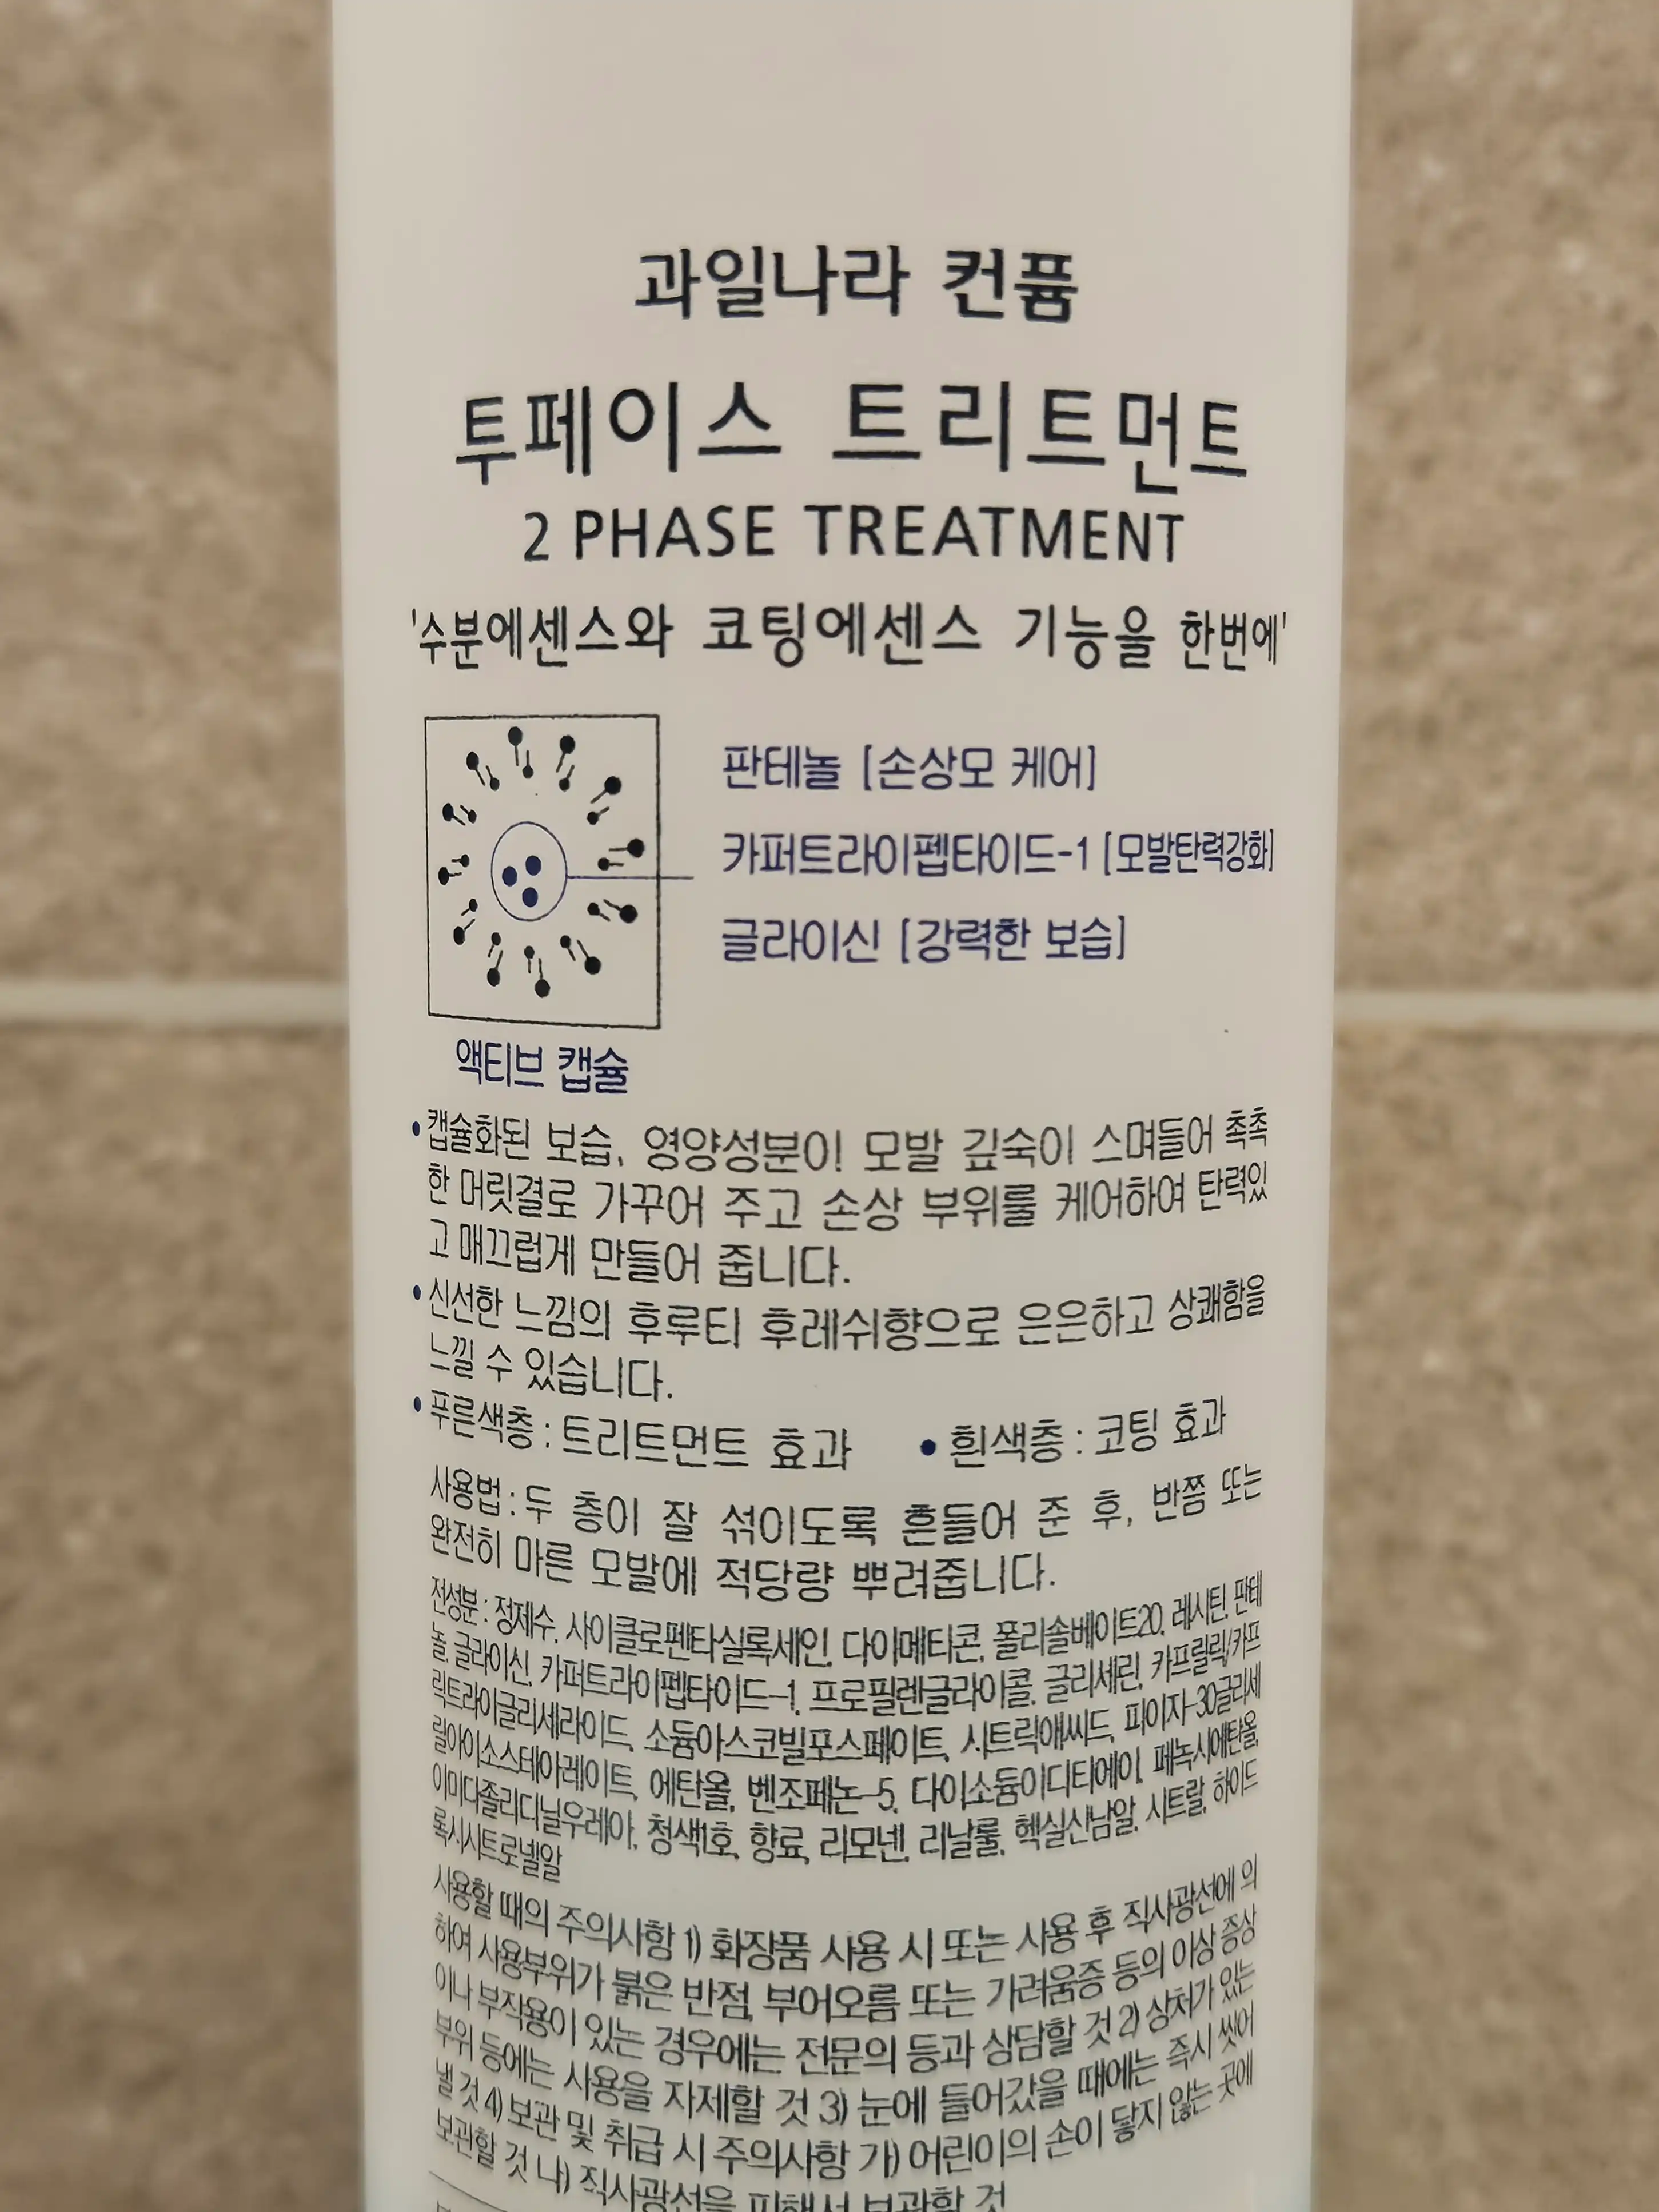 과일나라 컨퓸
투페이스 트리트먼트
2 PHASE TREATMENT
'수분에센스와 코팅에센스 기능을 한번에'
판테놀 [손상모 케어]
카퍼트라이펩타이드-1 [모발탄력강화]
글라이신 [강력한 보습]
액티브 캡슐
•캡슐화된 보습, 영양성분이 모발 깊숙이 스며들어 촉촉
한 머릿결로 가꾸어 주고 손상 부위를 케어하여 탄력있
고 매끄럽게 만들어 줍니다.
•신선한 느낌의 후루티 후레쉬향으로 은은하고 상쾌함을
느낄 수 있습니다.
•푸른색층 : 트리트먼트 효과 •흰색층 : 코팅 효과
사용법 : 두 층이 잘 섞이도록 흔들어 준 후, 반쯤 또는
완전히 마른 모발에 적당량 뿌려줍니다.
전성분 : 정제수, 사이클로펜타실록세인, 다이메티콘, 폴리솔베이트20, 레시틴, 판테
놀, 글라이신, 카퍼트라이펩타이드-1, 프로필렌글라이콜, 글리세린, 카프릴릭/카프
릭트라이글리세라이드, 소듐아스코빌포스페이트, 시트릭애씨드, 피이지-30글리세
릴아이소스테아레이트, 에탄올, 벤조페논-5, 다이소듐이디티에이, 페녹시에탄올,
이미다졸리디닐우레아, 청색1호, 향료, 리모넨, 리날룰, 헥실신남알, 시트랄, 하이드
록시시트로넬알
사용할 때의 주의사항 1) 화장품 사용 시 또는 사용 후 직사광선에 의
하여 사용부위가 붉은 반점, 부어오름 또는 가려움증 등의 이상 증상
이나 부작용이 있는 경우에는 전문의 등과 상담할 것 2) 상처가 있는
부위 등에는 사용을 자제할 것 3) 눈에 들어갔을 때에는 즉시 씻어
낼 것 4) 보관 및 취급 시 주의사항 가) 어린이의 손이 닿지 않는 곳에
보관할 것 나) 직사광선을 피해서 보관할 것